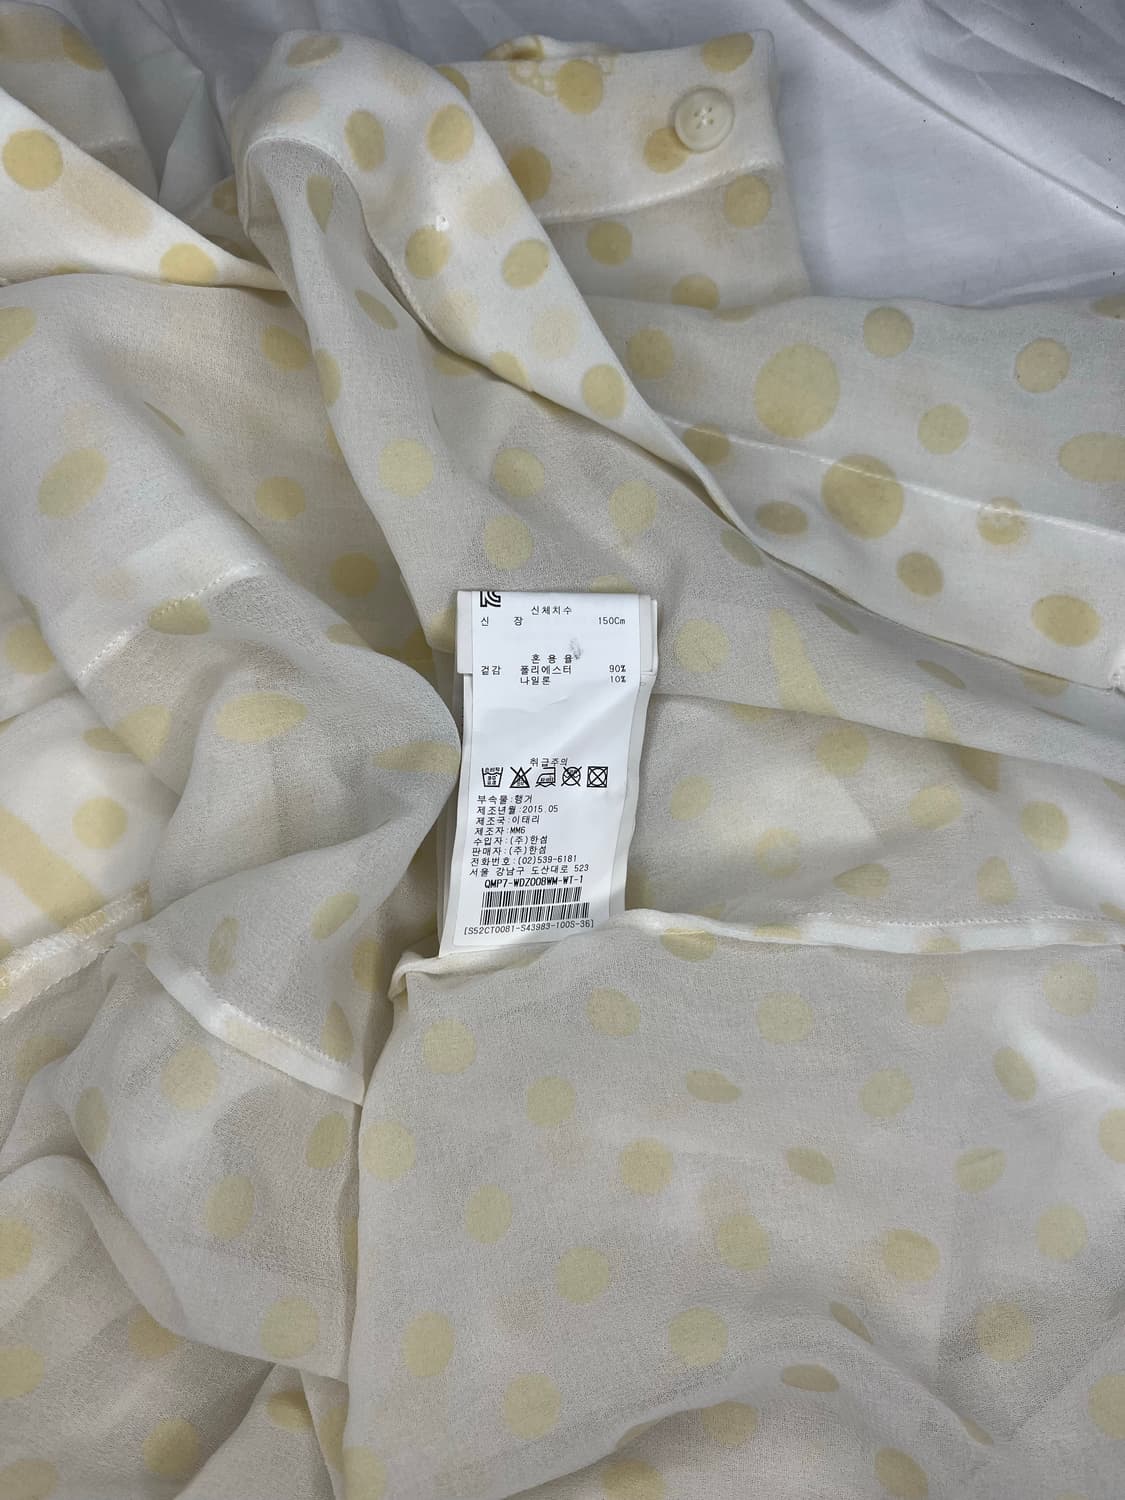 신체치수
신 장 150Cm
혼 용 율
겉감 폴리에스터 90%
나일론 10%
취급주의
부속물:행거
제조년월:2015.05
제조국:이태리
제조자:MM6
수입자:(주)한섬
판매자:(주)한섬
전화번호:(02)539-6181
서울 강남구 도산대로 523
QMP7-WDZ008WM-WT-1
[S52CT0081-S43983-100S-36]